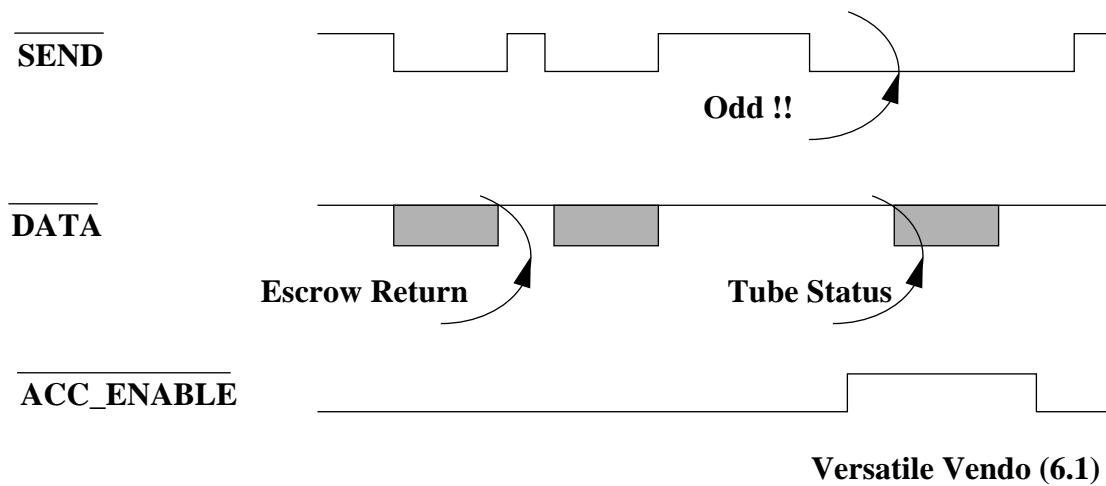 SEND
Odd !!
DATA
Escrow Return
Tube Status
ACC_ENABLE
Versatile Vendo (6.1)